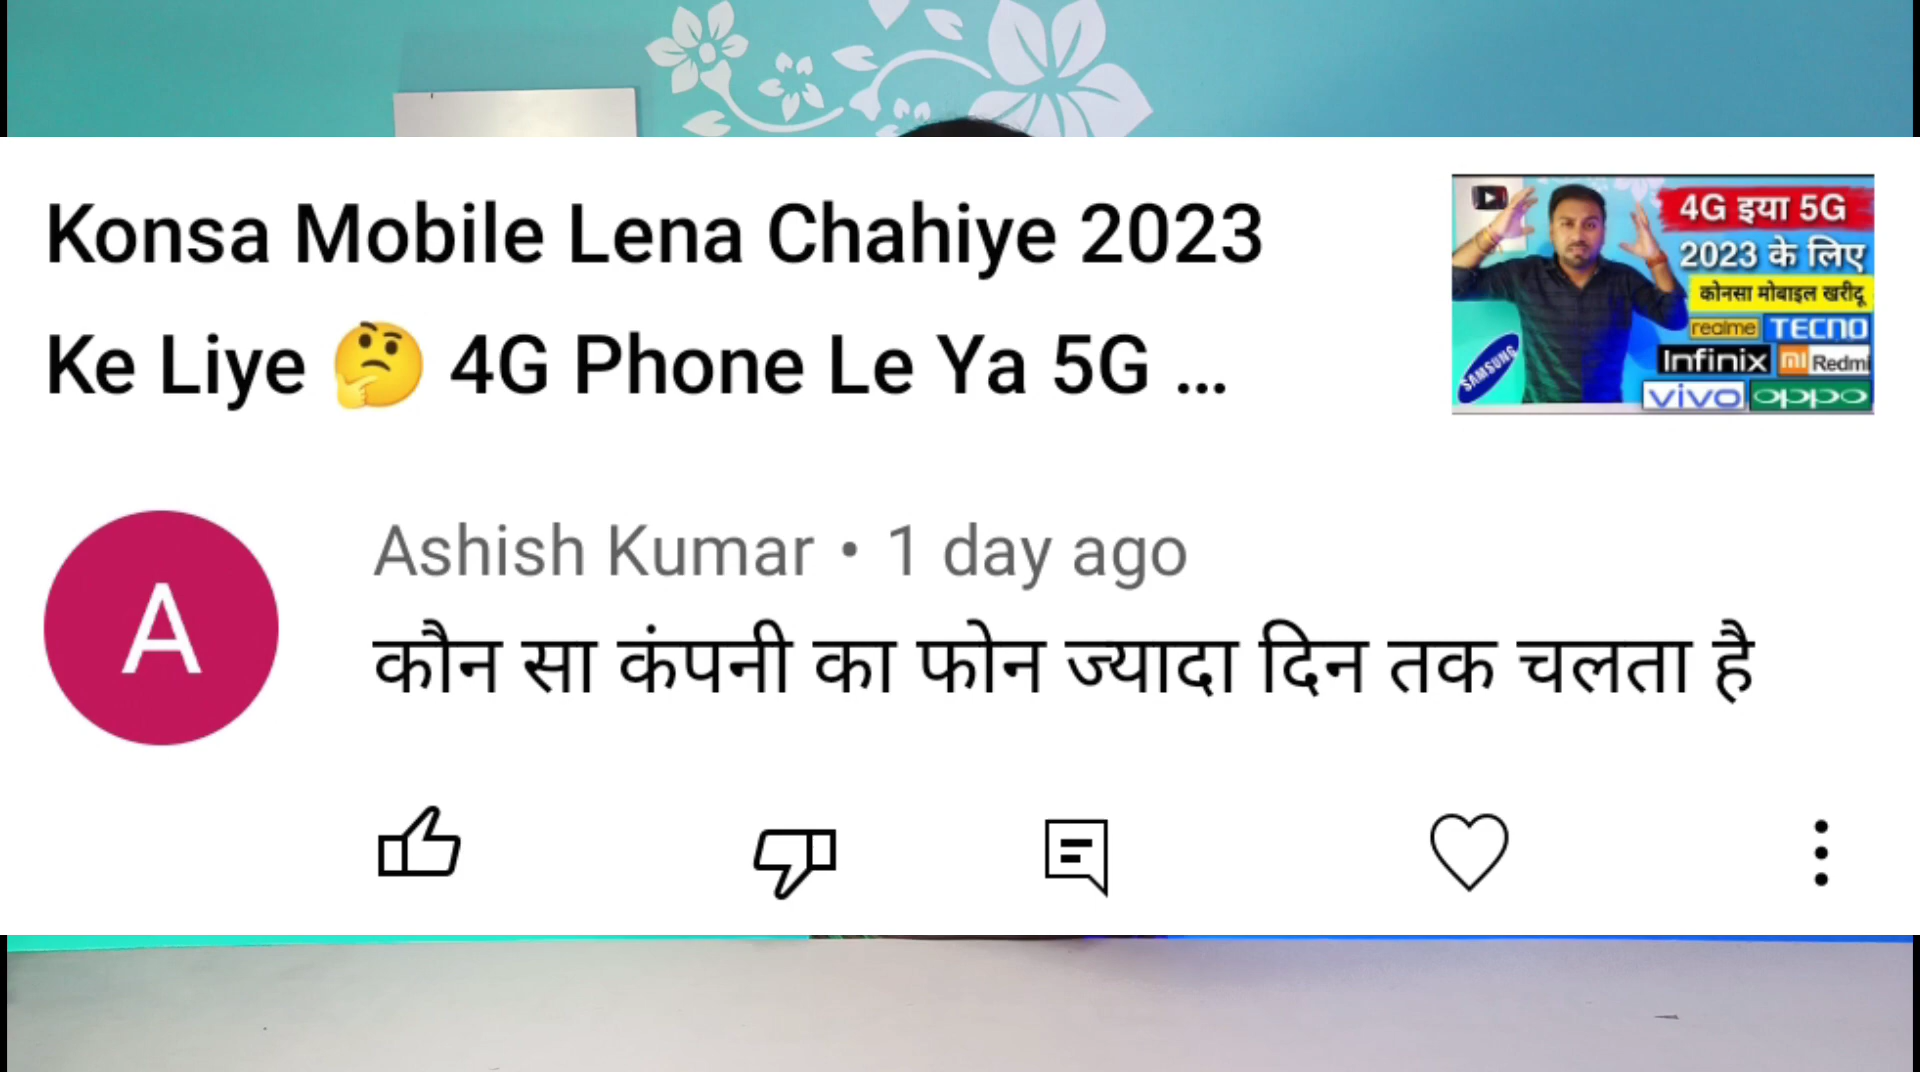 Konsa Mobile Lena Chahiye 2023
Ke Liye 🤔 4G Phone Le Ya 5G ...
4G इया 5G
2023 के लिए
कोनसा मोबाइल खरीदू
realme TECNO
Infinix mi Redmi
SAMSUNG
vivo oppo
A
Ashish Kumar • 1 day ago
कौन सा कंपनी का फोन ज्यादा दिन तक चलता है